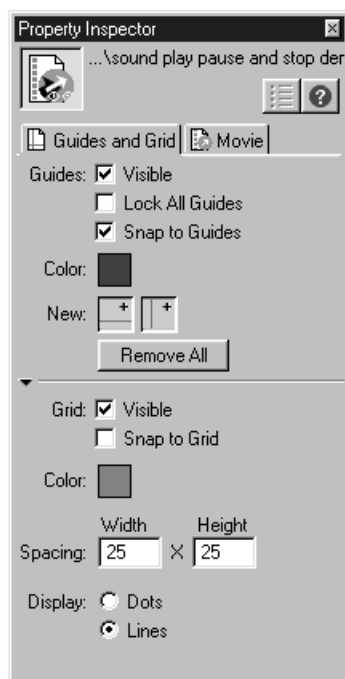 Property Inspector
...\sound play pause and stop der
Guides and Grid Movie
Guides: Visible
Lock All Guides
Snap to Guides
Color:
New:
Remove All
Grid: Visible
Snap to Grid
Color:
Width Height
Spacing: 25 X 25
Display: Dots
Lines